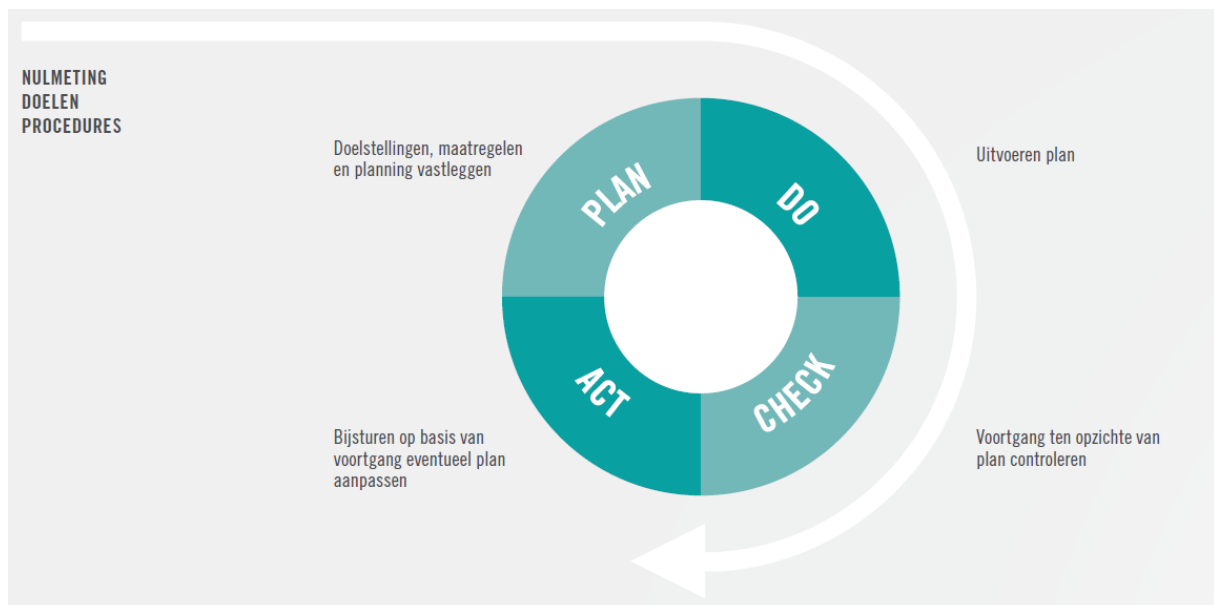 NULMETING
DOELEN
PROCEDURES
Doelstellingen, maatregelen
en planning vastleggen
PLAN
DO
Uitvoeren plan
ACT
CHECK
Bijsturen op basis van
voortgang eventueel plan
aanpassen
Voortgang ten opzichte van
plan controleren